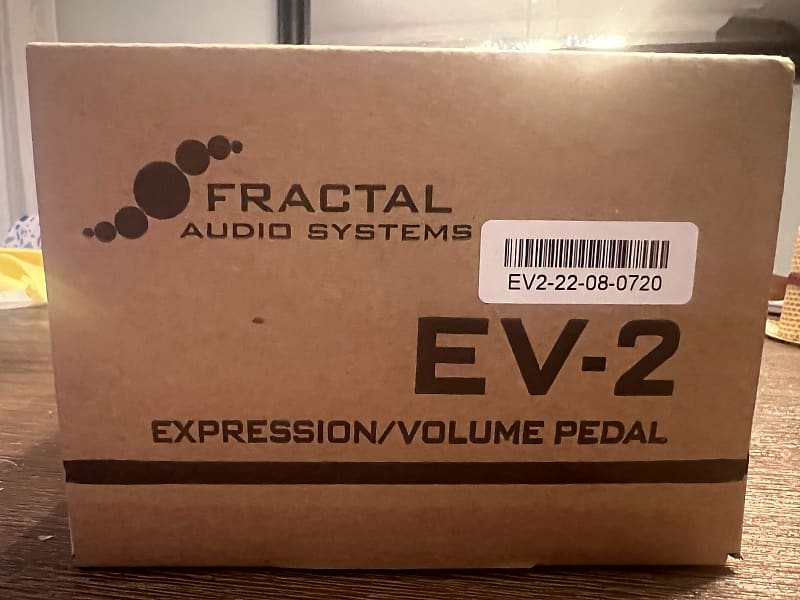 FRACTAL
AUDIO SYSTEMS
EV2-22-08-0720
EV-2
EXPRESSION/VOLUME PEDAL